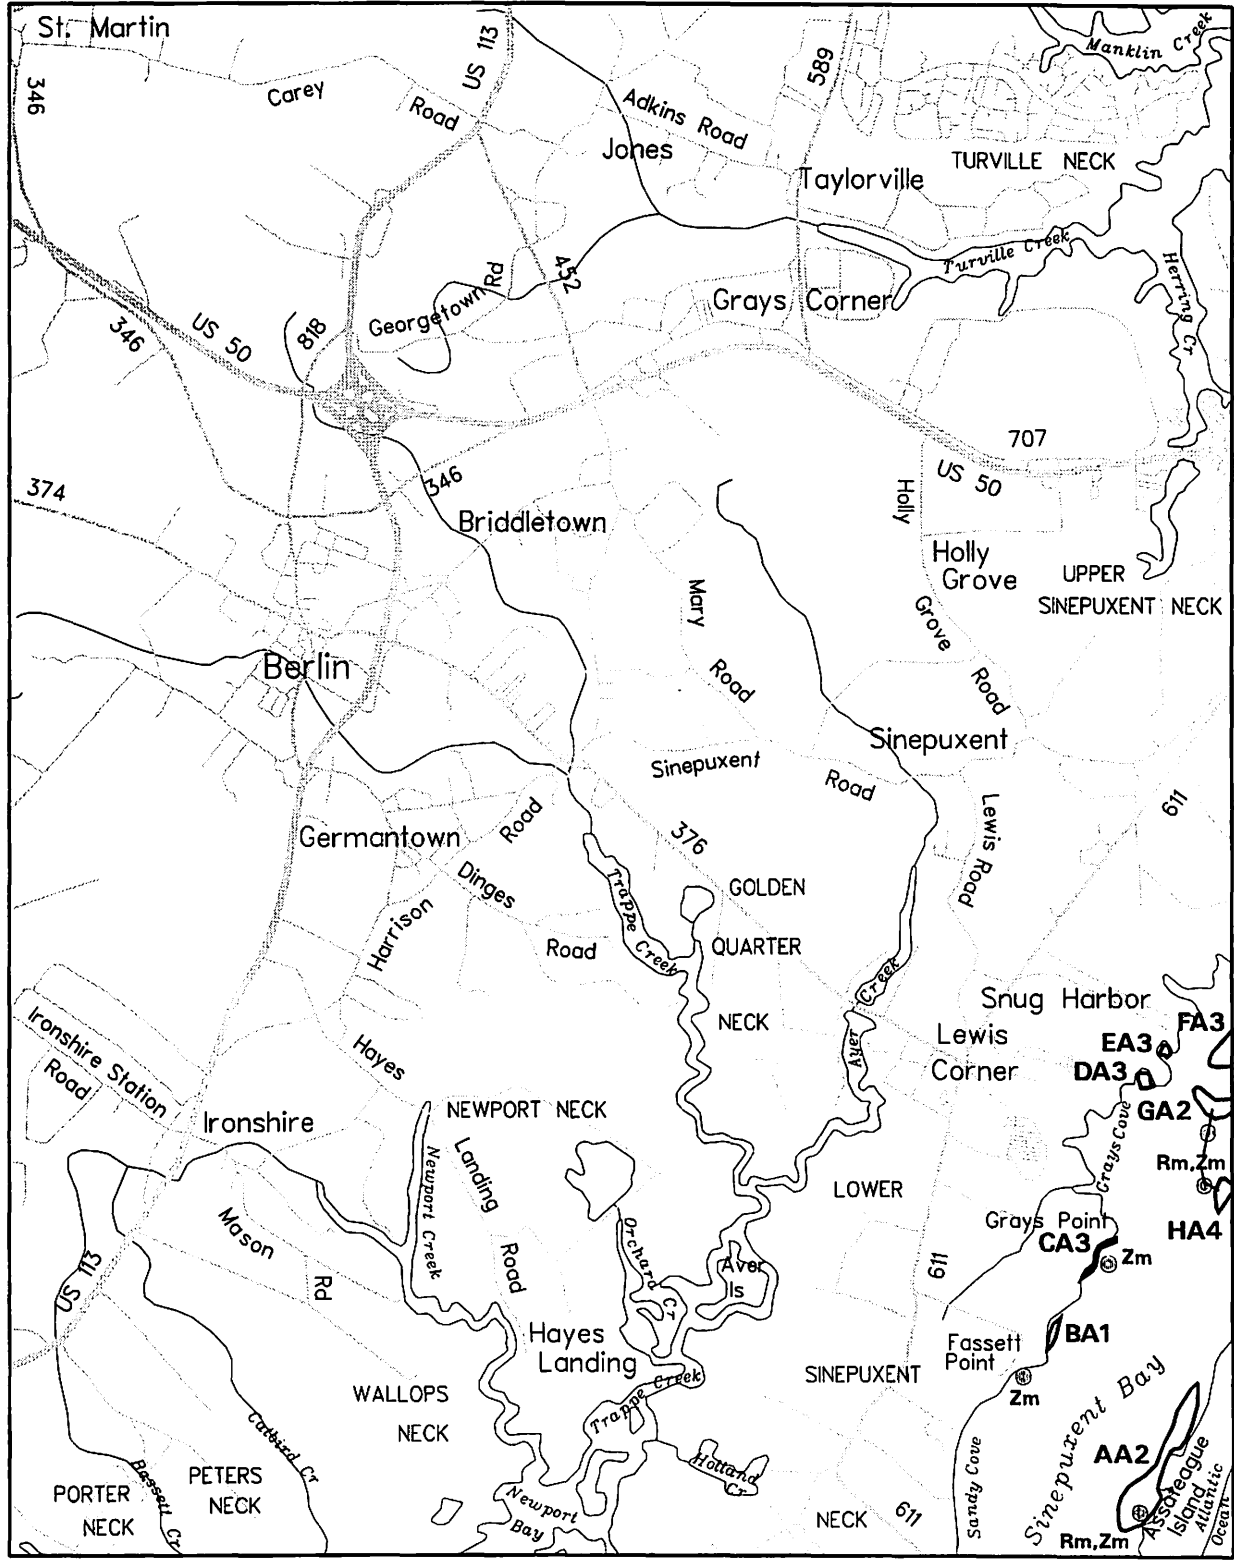 St. Martin
346
Carey
Road
US 113
589
Manklin Creek
Adkins Road
Jones
TURVILLE NECK
Taylorville
Turville Creek
Herring Cr
452
Georgetown Rd
Grays Corner
346
US 50
818
707
US 50
374
346
Briddletown
Holly
Grove
Road
Holly
Grove
UPPER
SINEPUXENT NECK
Mary
Road
Berlin
Sinepuxent
Sinepuxent
Road
611
Lewis Road
Germantown
Road
376
Dinges
Road
Harrison
Trappe Creek
GOLDEN
QUARTER
NECK
Creek
Ayer
Snug Harbor
Lewis
Corner
FA3
EA3
DA3
GA2
Ironshire Station
Road
Hayes
Ironshire
NEWPORT NECK
Newport Creek
Landing
Road
Grays Cove
Rm,Zm
LOWER
HA4
Grays Point
CA3
Zm
Mason
Rd
Orchard Cr
Ayer
Is
611
US 113
Hayes
Landing
Fassett
Point
BA1
SINEPUXENT
Zm
WALLOPS
NECK
Trappe Creek
Sinepuxent Bay
Catbird Cr
Holland
Cr
AA2
Assateague
Island
Atlantic
Ocean
Sandy Cove
PETERS
NECK
PORTER
NECK
Bassett Cr
Newport
Bay
NECK
611
Rm,Zm